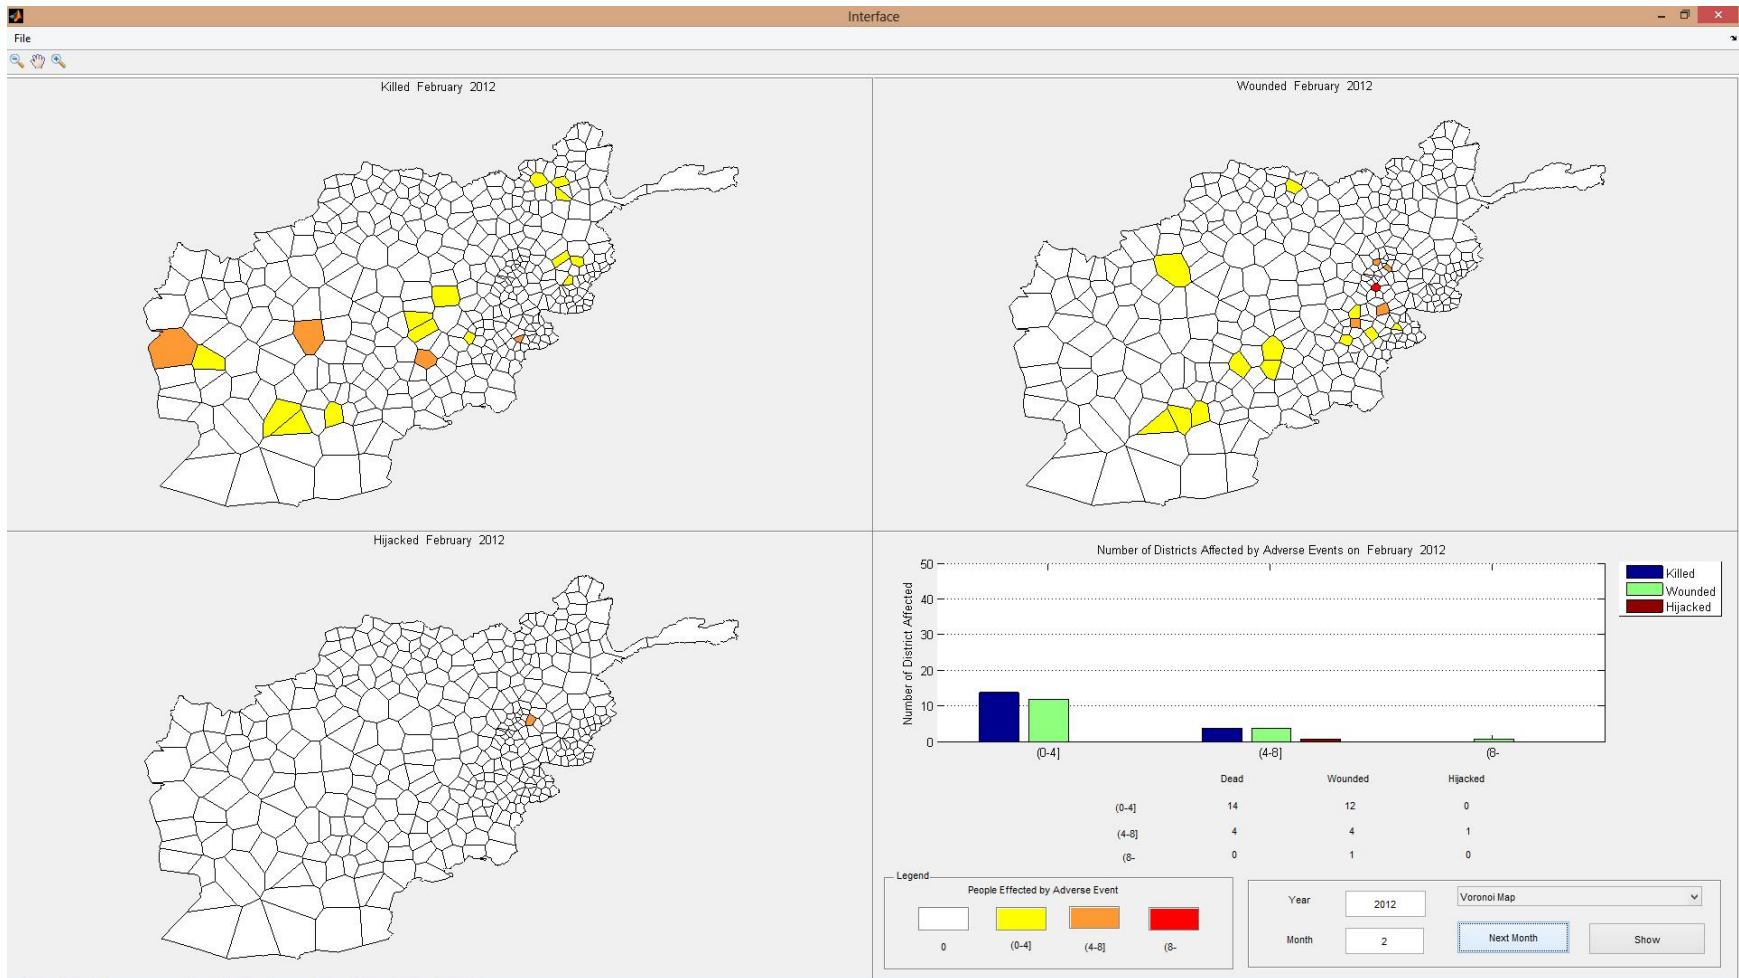 Interface
File
Killed February 2012
Wounded February 2012
Hijacked February 2012
Number of Districts Affected by Adverse Events on February 2012
Number of District Affected
50
40
30
20
10
0
(0-4]
(4-8]
(8-
Killed
Wounded
Hijacked
Dead Wounded Hijacked
(0-4] 14 12 0
(4-8] 4 4 1
(8- 0 1 0
Legend
People Effected by Adverse Event
0 (0-4] (4-8] (8-
Year 2012 Voronoi Map
Month 2 Next Month Show